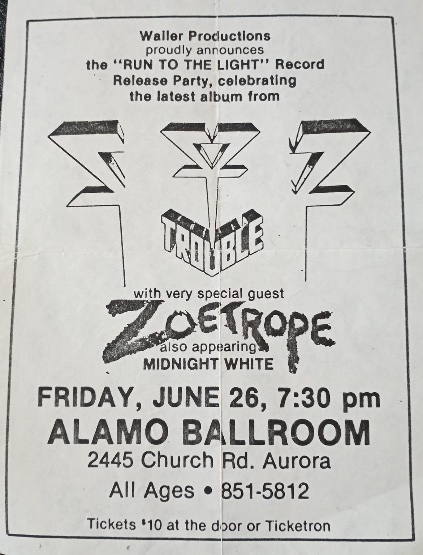 Waller Productions
proudly announces
the "RUN TO THE LIGHT" Record
Release Party, celebrating
the latest album from
TROUBLE
with very special guest
ZOETROPE
also appearing
MIDNIGHT WHITE
FRIDAY, JUNE 26, 7:30 pm
ALAMO BALLROOM
2445 Church Rd. Aurora
All Ages • 851-5812
Tickets $10 at the door or Ticketron